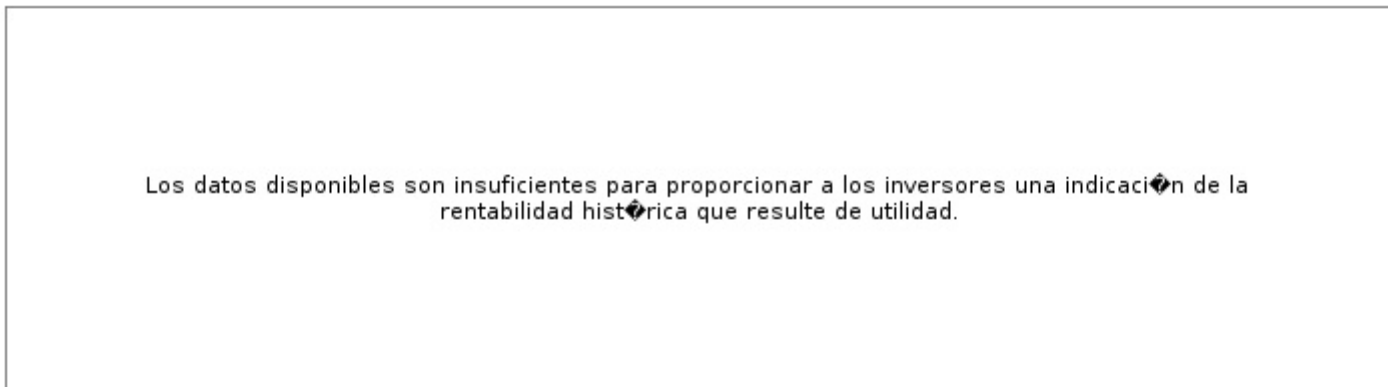 Los datos disponibles son insuficientes para proporcionar a los inversores una indicaci�n de la
rentabilidad hist�rica que resulte de utilidad.